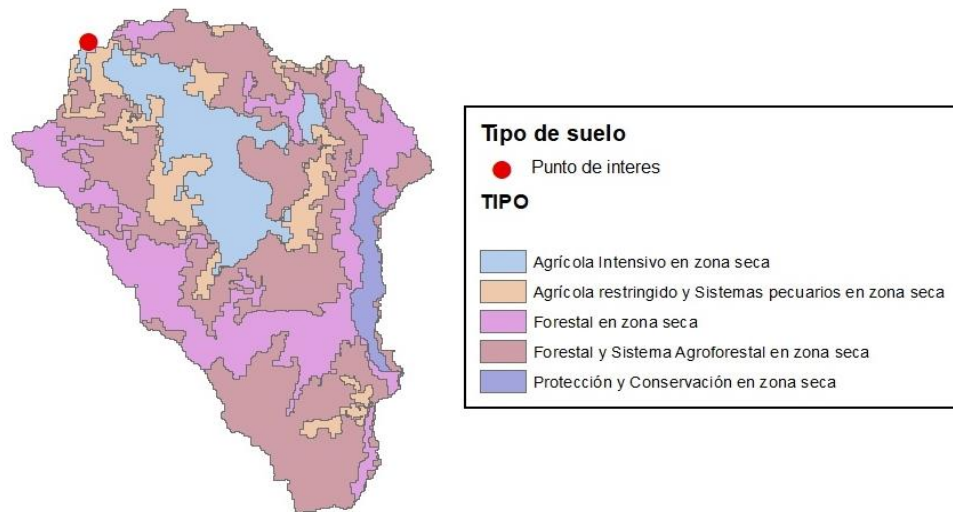 Tipo de suelo
Punto de interes
TIPO
Agrícola Intensivo en zona seca
Agrícola restringido y Sistemas pecuarios en zona seca
Forestal en zona seca
Forestal y Sistema Agroforestal en zona seca
Protección y Conservación en zona seca